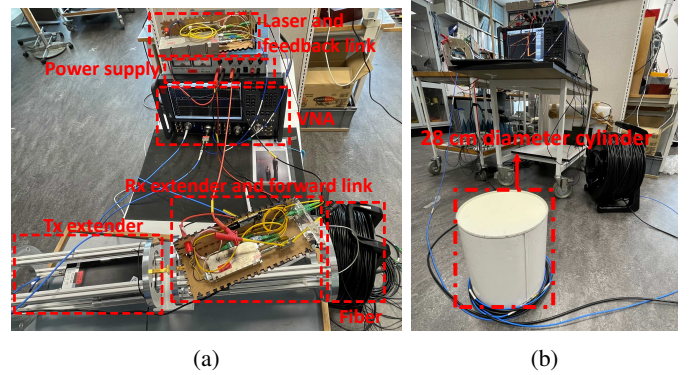 Laser and
feedback link
Power supply
VNA
Rx extender and forward link
Tx extender
Fiber
28 cm diameter cylinder
(a)
(b)